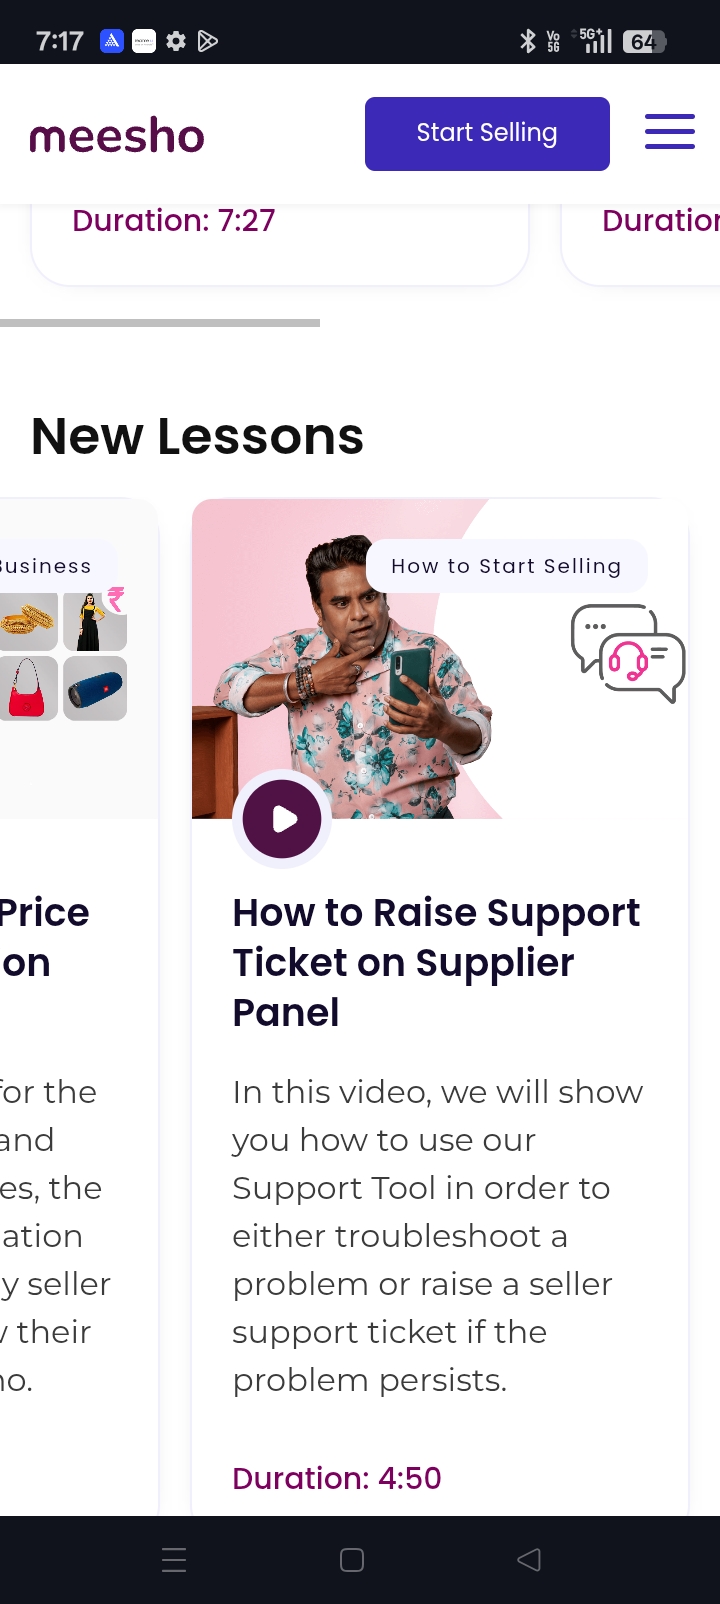 7:17
Vo
5G
5G+
64
meesho
Start Selling
Duration: 7:27
New Lessons
Business
₹
How to Start Selling
Price
on
for the
and
es, the
ation
y seller
their
How to Raise Support
Ticket on Supplier
Panel
In this video, we will show
you how to use our
Support Tool in order to
either troubleshoot a
problem or raise a seller
support ticket if the
problem persists.
Duration: 4:50